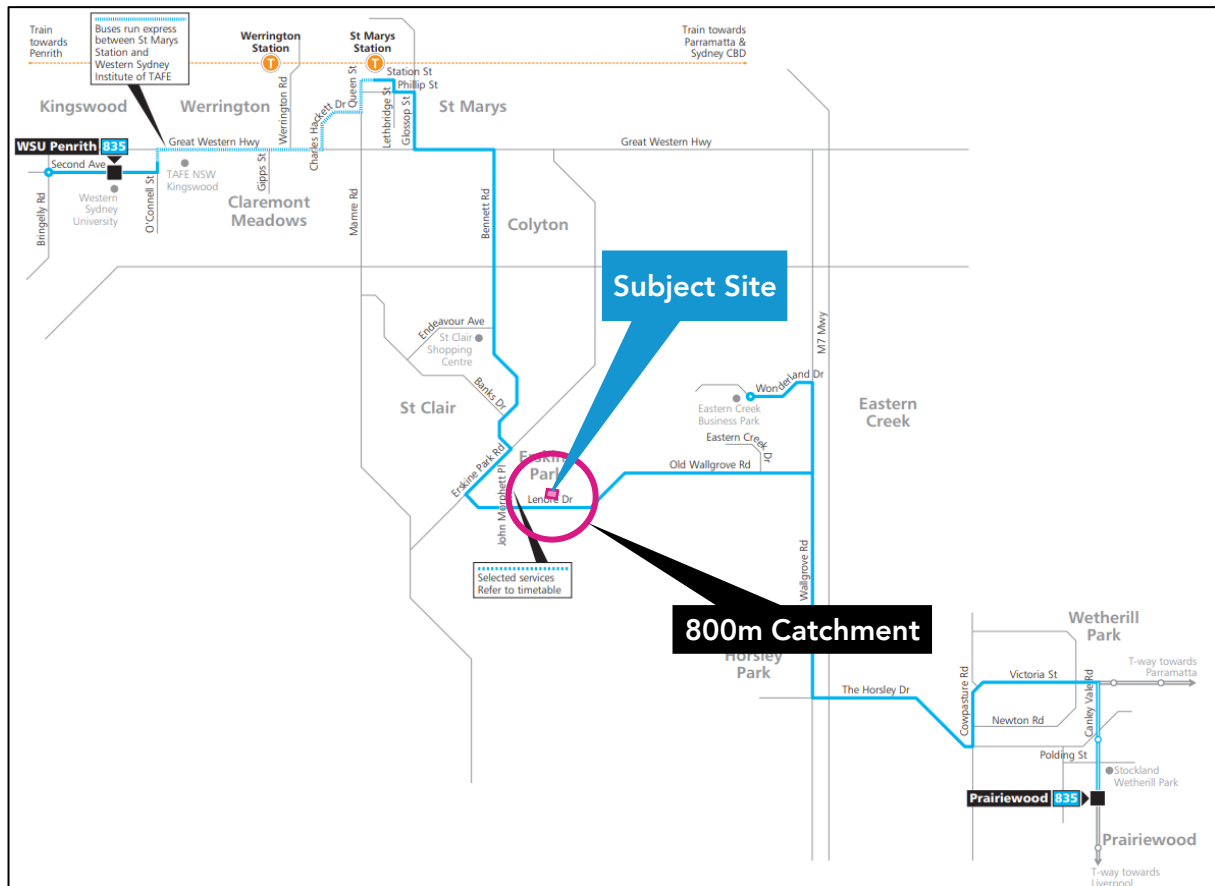 Train
towards
Penrith
Buses run express
between St Marys
Station and
Western Sydney
Institute of TAFE
Werrington
Station
T
St Marys
Station
T
Train towards
Parramatta &
Sydney CBD
Station St
Phillip St
Queen St
Lethbridge St
Glossop St
Werrington Rd
Charles Hackett Dr
Kingswood
Werrington
St Marys
WSU Penrith 835
Great Western Hwy
Great Western Hwy
Second Ave
TAFE NSW
Kingswood
Gipps St
O'Connell St
Bringelly Rd
Western
Sydney
University
Claremont
Meadows
Mamre Rd
Bennett Rd
Colyton
Subject Site
M7 Mwy
Endeavour Ave
St Clair
Shopping
Centre
Banks Dr
St Clair
Wonderland Dr
Eastern Creek
Business Park
Eastern
Creek
Eastern Creek Dr
Old Wallgrove Rd
Erskine Park Rd
Erskine
Park
Lenore Dr
John Morphett Pl
Selected services
Refer to timetable
Wallgrove Rd
800m Catchment
Horsley
Park
The Horsley Dr
Wetherill
Park
T-way towards
Parramatta
Victoria St
Cowpasture Rd
Canley Vale Rd
Newton Rd
Polding St
Stockland
Wetherill Park
Prairiewood 835
Prairiewood
T-way towards
Liverpool